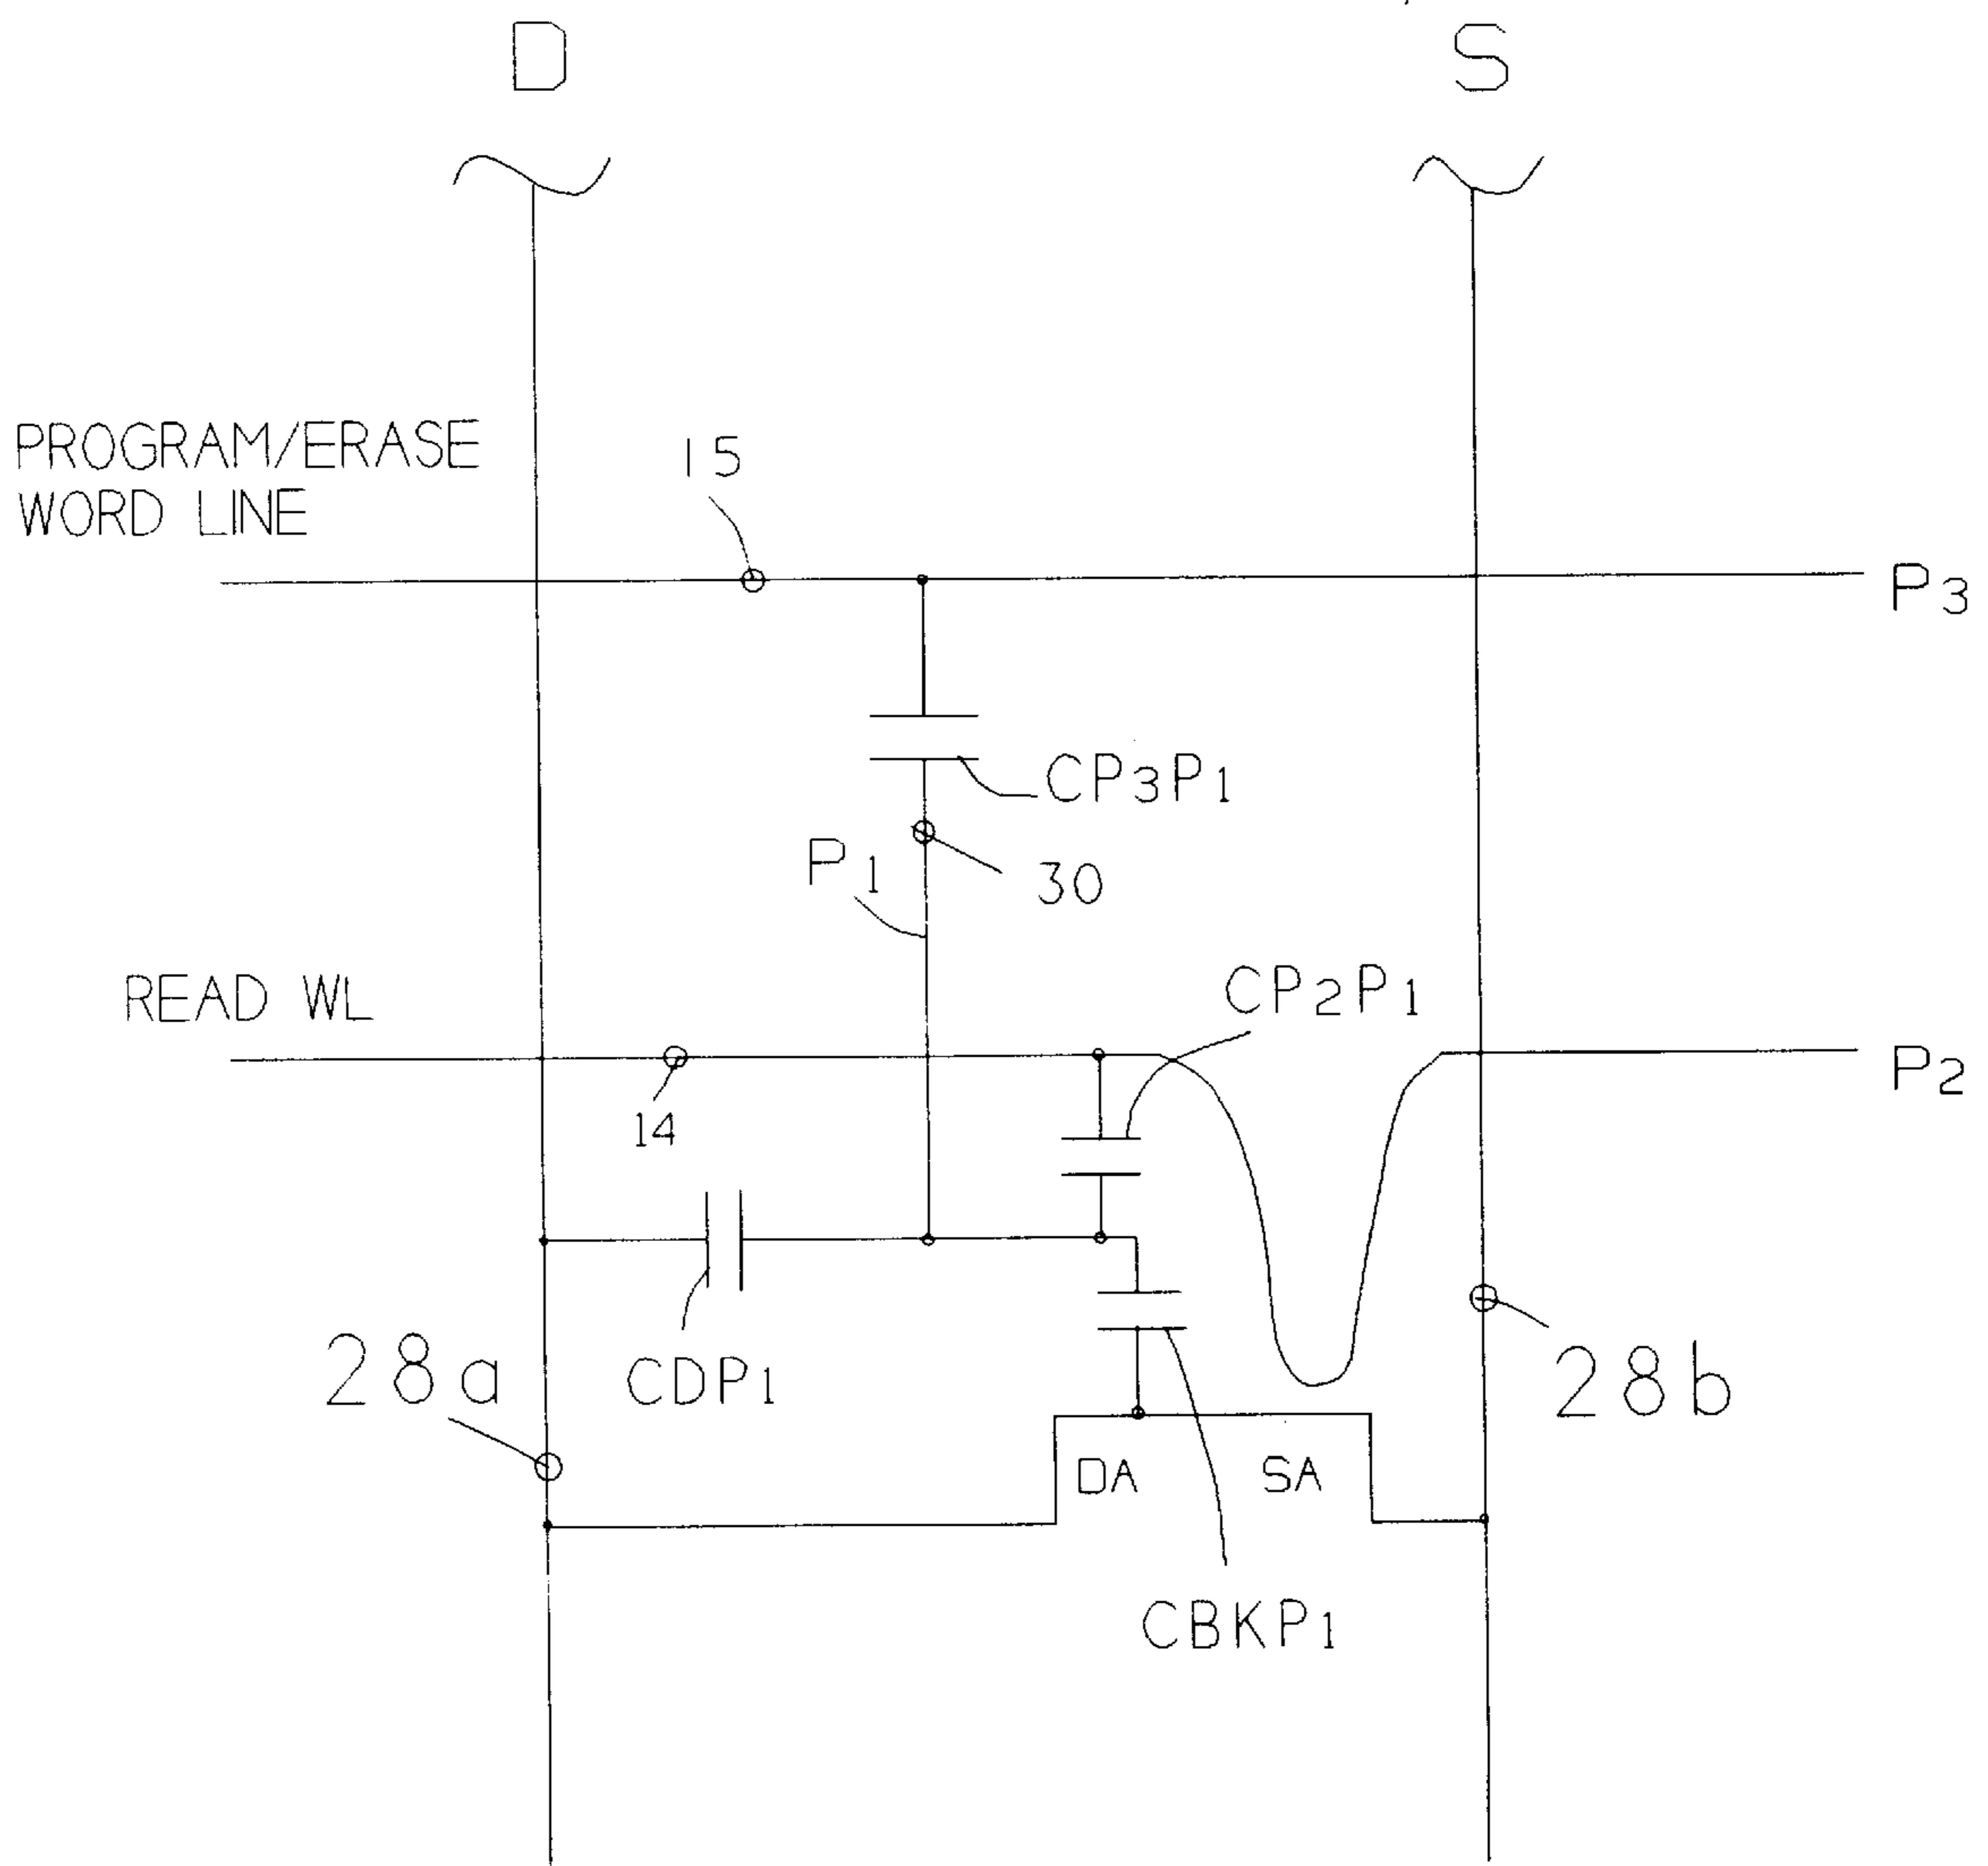 D
S
PROGRAM/ERASE
WORD LINE
15
P3
CP3P1
P1
30
READ WL
CP2P1
P2
14
28a
CDP1
28b
DA
SA
CBKP1